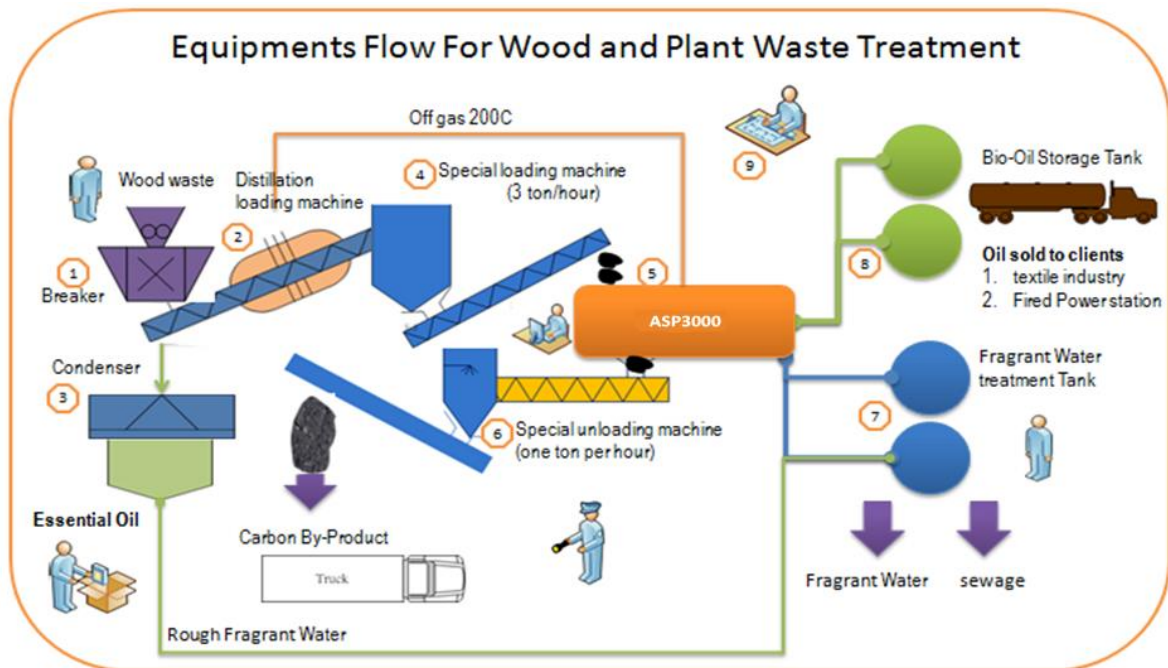 Equipments Flow For Wood and Plant Waste Treatment
Off gas 200C
9
Wood waste
Distillation
loading machine
4
Special loading machine
(3 ton/hour)
Bio-Oil Storage Tank
1
Breaker
2
5
ASP3000
8
Oil sold to clients
1. textile industry
2. Fired Power station
Condenser
3
Fragrant Water
treatment Tank
7
6
Special unloading machine
(one ton per hour)
Essential Oil
Carbon By-Product
Truck
Fragrant Water
sewage
Rough Fragrant Water